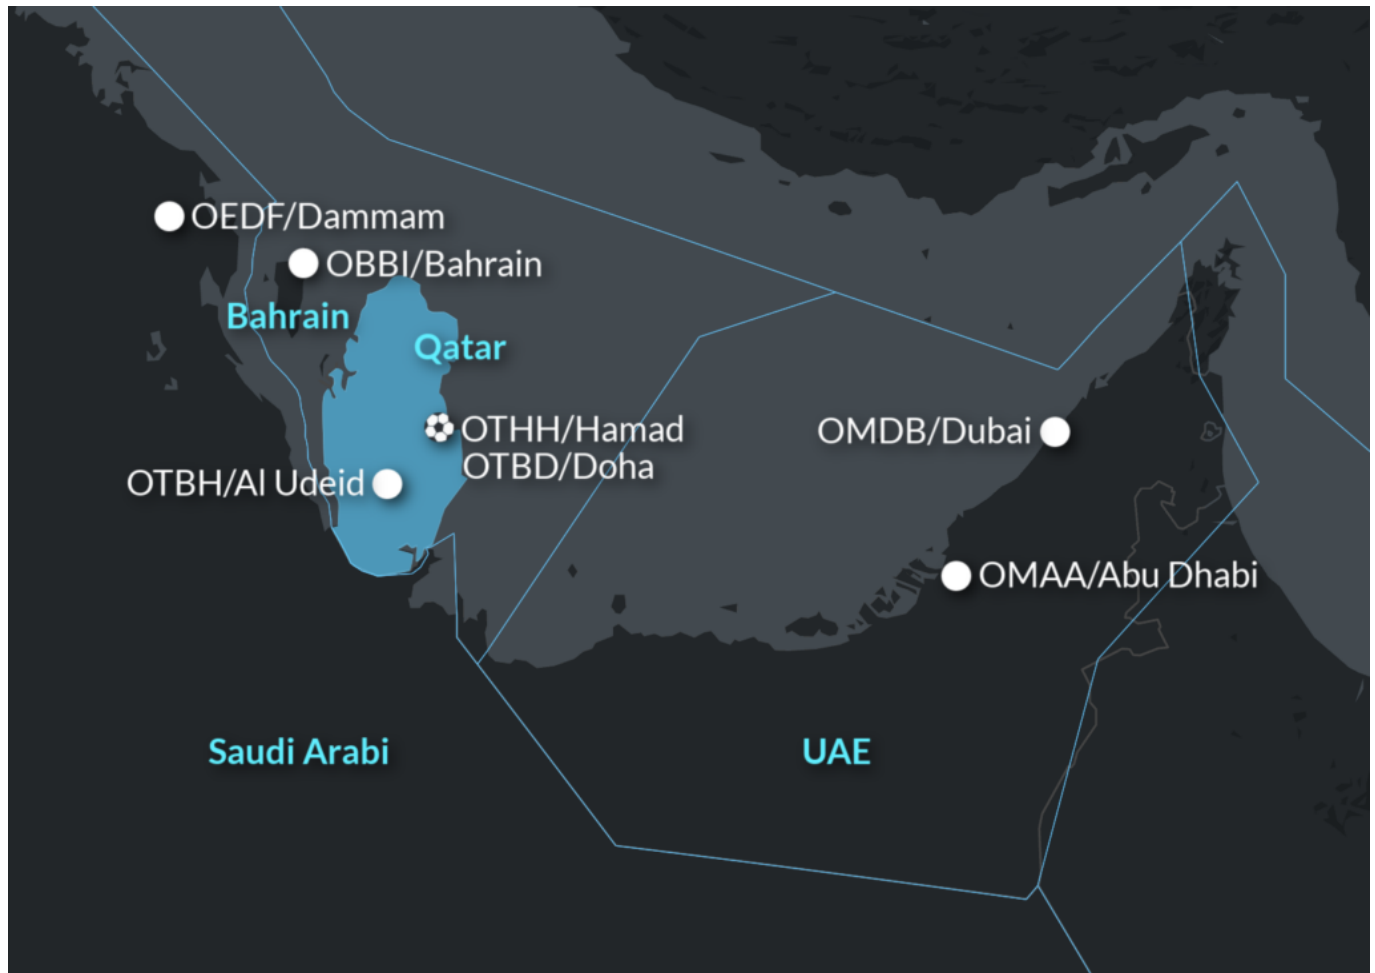 OEDF/Dammam
OBBI/Bahrain
Bahrain
Qatar
OTHH/Hamad
OTBD/Doha
OMDB/Dubai
OTBH/Al Udeid
OMAA/Abu Dhabi
Saudi Arabi
UAE